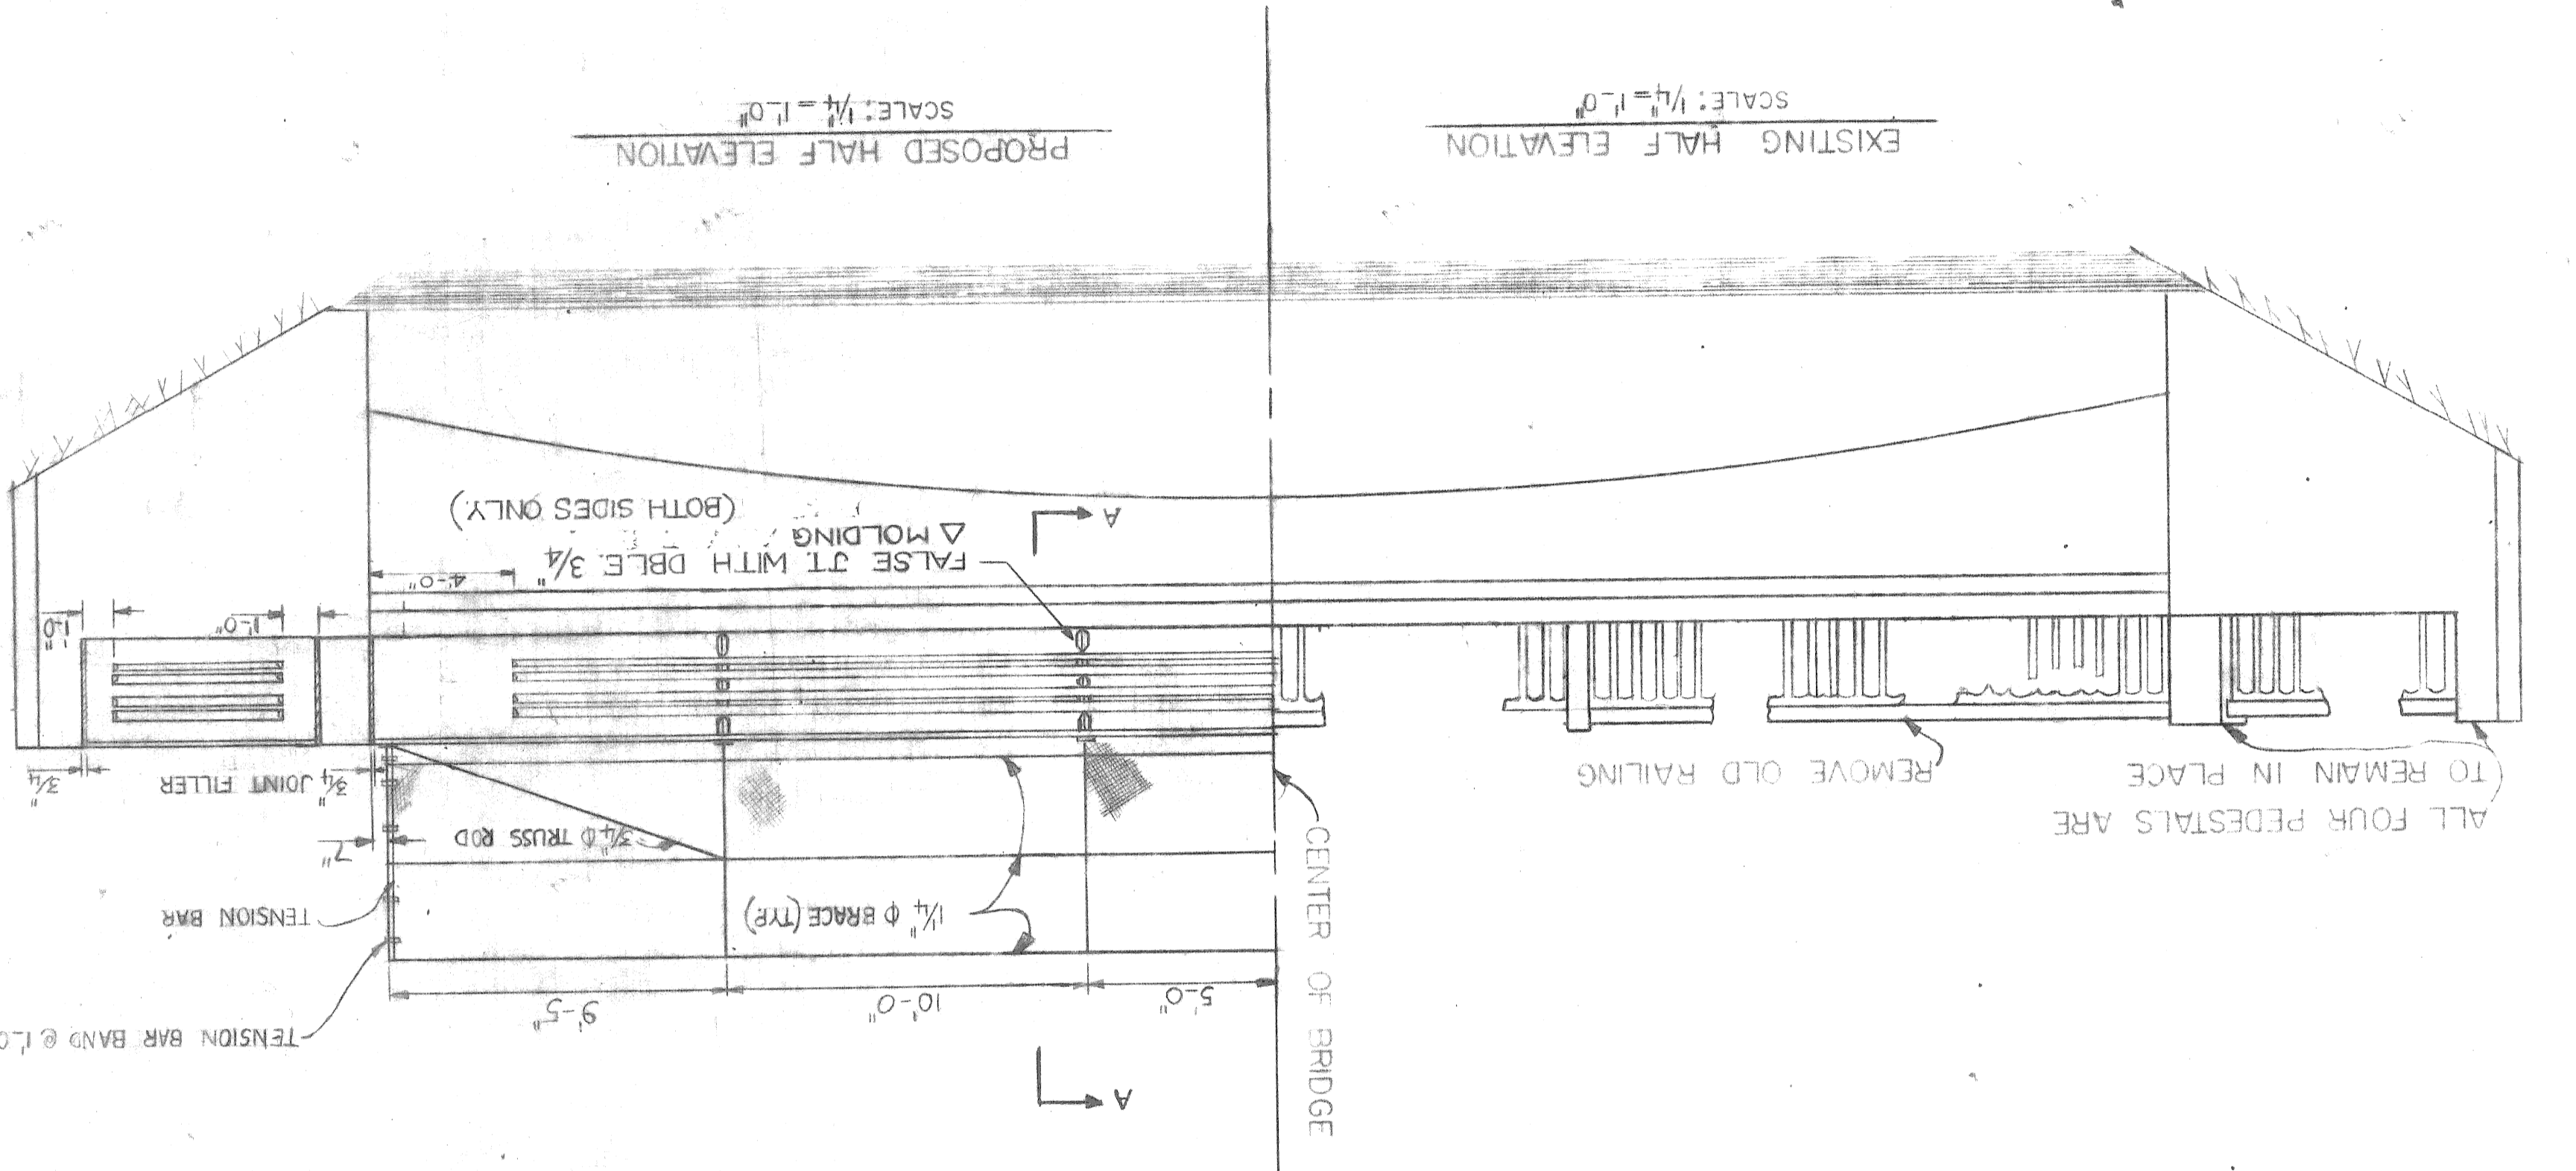 A
A
CENTER OF BRIDGE
5'-0"
10'-0"
9'-5"
TENSION BAR BAND @ 1'-0
TENSION BAR
1 1/4" Φ BRACE (TYP.)
3/4" Φ TRUSS ROD
7"
ALL FOUR PEDESTALS ARE
TO REMAIN IN PLACE
REMOVE OLD RAILING
3/4" JOINT FILLER
3/4"
1'-0"
1'-0"
4'-0"
FALSE JT. WITH DBLE. 3/4"
Δ MOLDING
(BOTH SIDES ONLY.)
EXISTING HALF ELEVATION
SCALE: 1/4"=1'-0"
PROPOSED HALF ELEVATION
SCALE: 1/4"=1'-0"